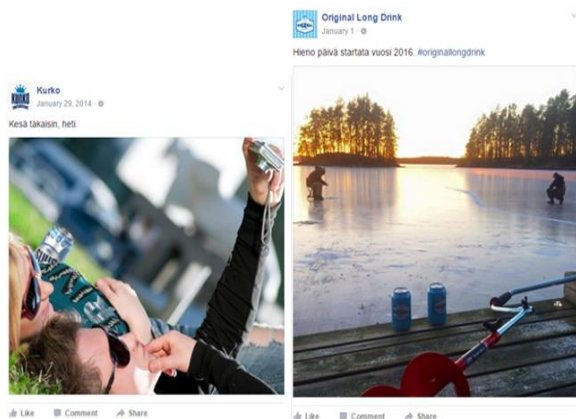 Kurko
January 29, 2014
Kesä takaisin, heti.
Like Comment Share
Original Long Drink
January 1
Hieno päivä startata vuosi 2016. #originallongdrink
Like Comment Share